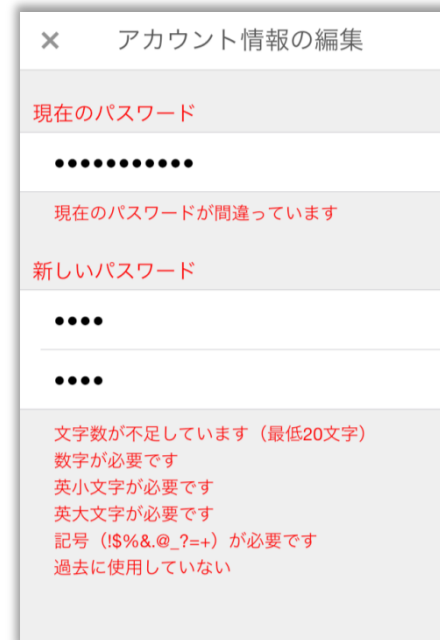 × アカウント情報の編集
現在のパスワード
•••••••••••
現在のパスワードが間違っています
新しいパスワード
••••
••••
文字数が不足しています（最低20文字）
数字が必要です
英小文字が必要です
英大文字が必要です
記号（!$%&.@_?=+）が必要です
過去に使用していない